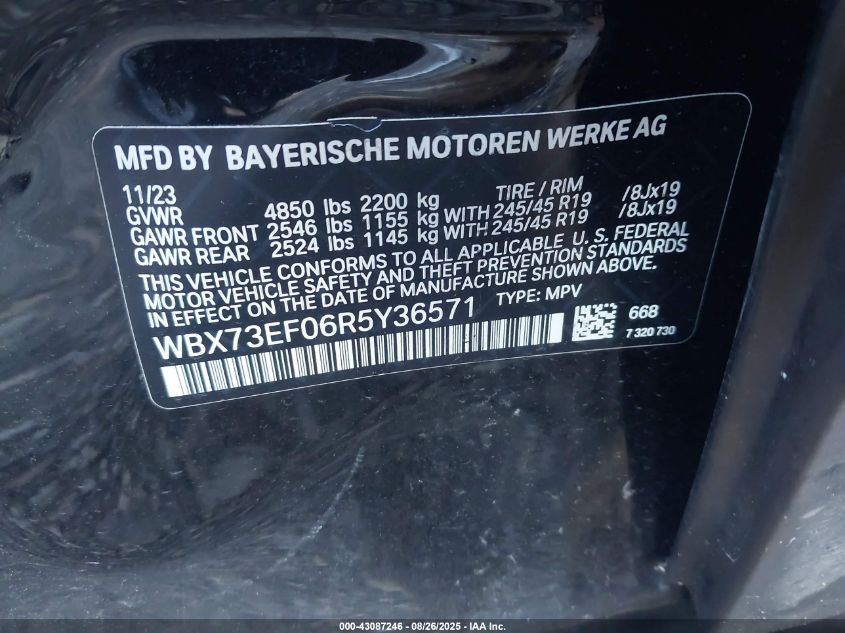 MFD BY BAYERISCHE MOTOREN WERKE AG
11/23 TIRE / RIM
GVWR 4850 lbs 2200 kg
GAWR FRONT 2546 lbs 1155 kg WITH 245/45 R19 /8Jx19
GAWR REAR 2524 lbs 1145 kg WITH 245/45 R19 /8Jx19
THIS VEHICLE CONFORMS TO ALL APPLICABLE U. S. FEDERAL
MOTOR VEHICLE SAFETY AND THEFT PREVENTION STANDARDS
IN EFFECT ON THE DATE OF MANUFACTURE SHOWN ABOVE.
WBX73EF06R5Y36571 TYPE: MPV
668
7 320 730
000-43087246 - 08/26/2025 - IAA Inc.